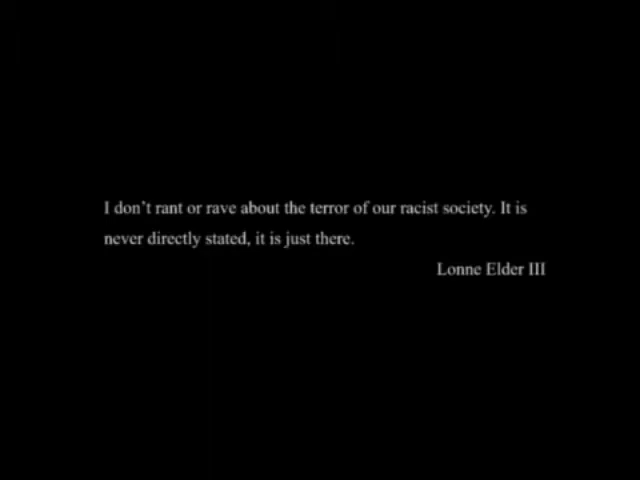 I don't rant or rave about the terror of our racist society. It is
never directly stated, it is just there.
Lonne Elder III